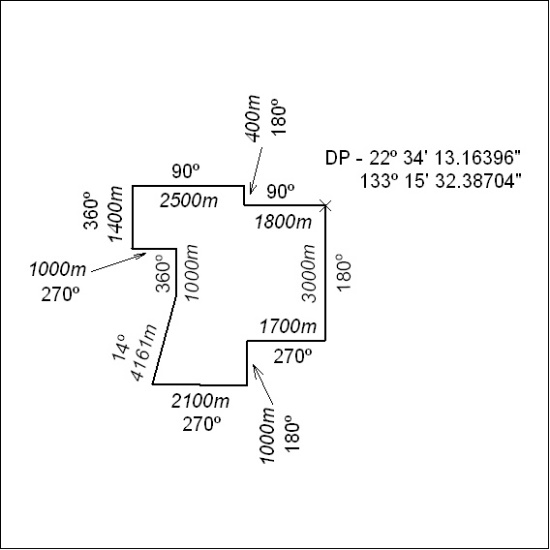 400m
180º
DP - 22º 34' 13.16396"
133º 15' 32.38704"
90º
2500m
90º
1800m
360º
1400m
1000m
270º
360º
1000m
3000m
180º
1700m
270º
14º
4161m
2100m
270º
1000m
180º